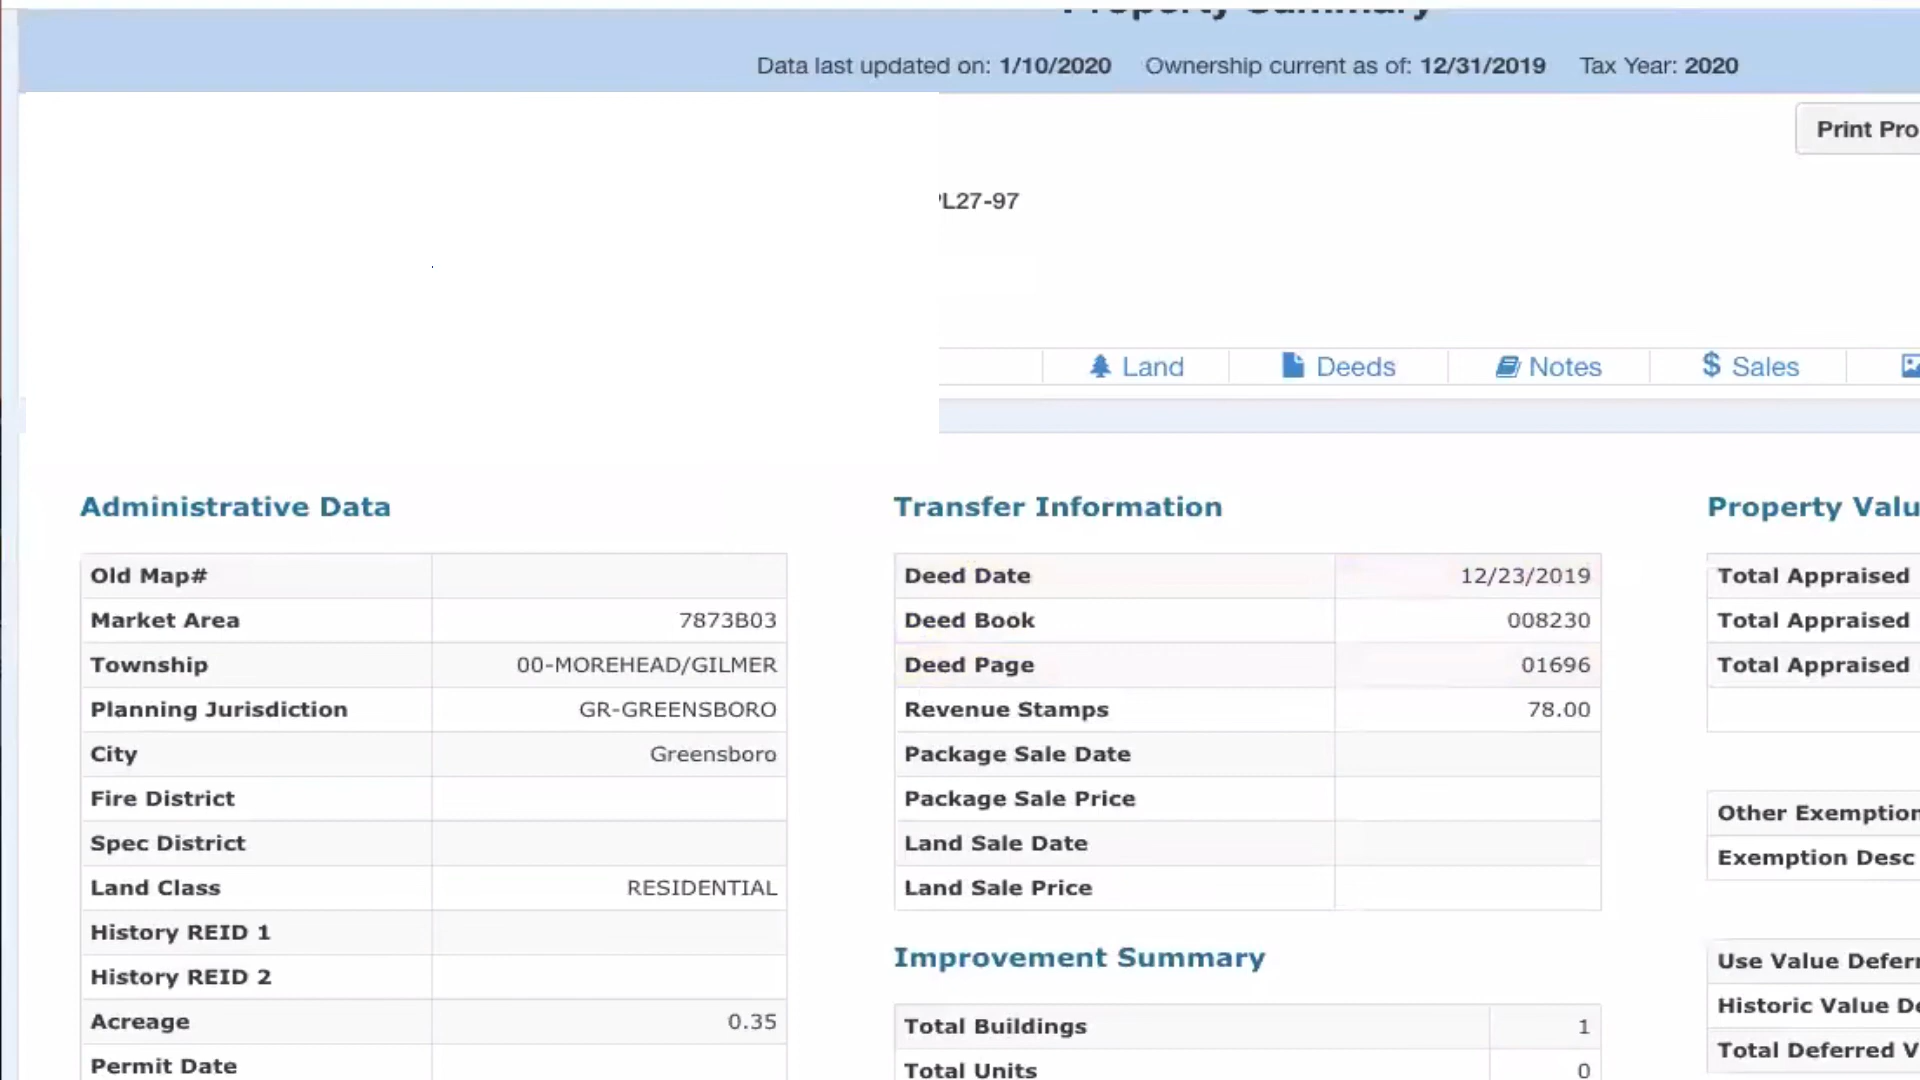 Property Summary
Data last updated on: 1/10/2020 Ownership current as of: 12/31/2019 Tax Year: 2020
Print Pro
PL27-97
Land Deeds Notes $ Sales
Administrative Data
Old Map#
Market Area 7873B03
Township 00-MOREHEAD/GILMER
Planning Jurisdiction GR-GREENSBORO
City Greensboro
Fire District
Spec District
Land Class RESIDENTIAL
History REID 1
History REID 2
Acreage 0.35
Permit Date
Transfer Information
Deed Date 12/23/2019
Deed Book 008230
Deed Page 01696
Revenue Stamps 78.00
Package Sale Date
Package Sale Price
Land Sale Date
Land Sale Price
Improvement Summary
Total Buildings 1
Total Units 0
Property Valu
Total Appraised
Total Appraised
Total Appraised
Other Exemption
Exemption Desc
Use Value Deferr
Historic Value De
Total Deferred V